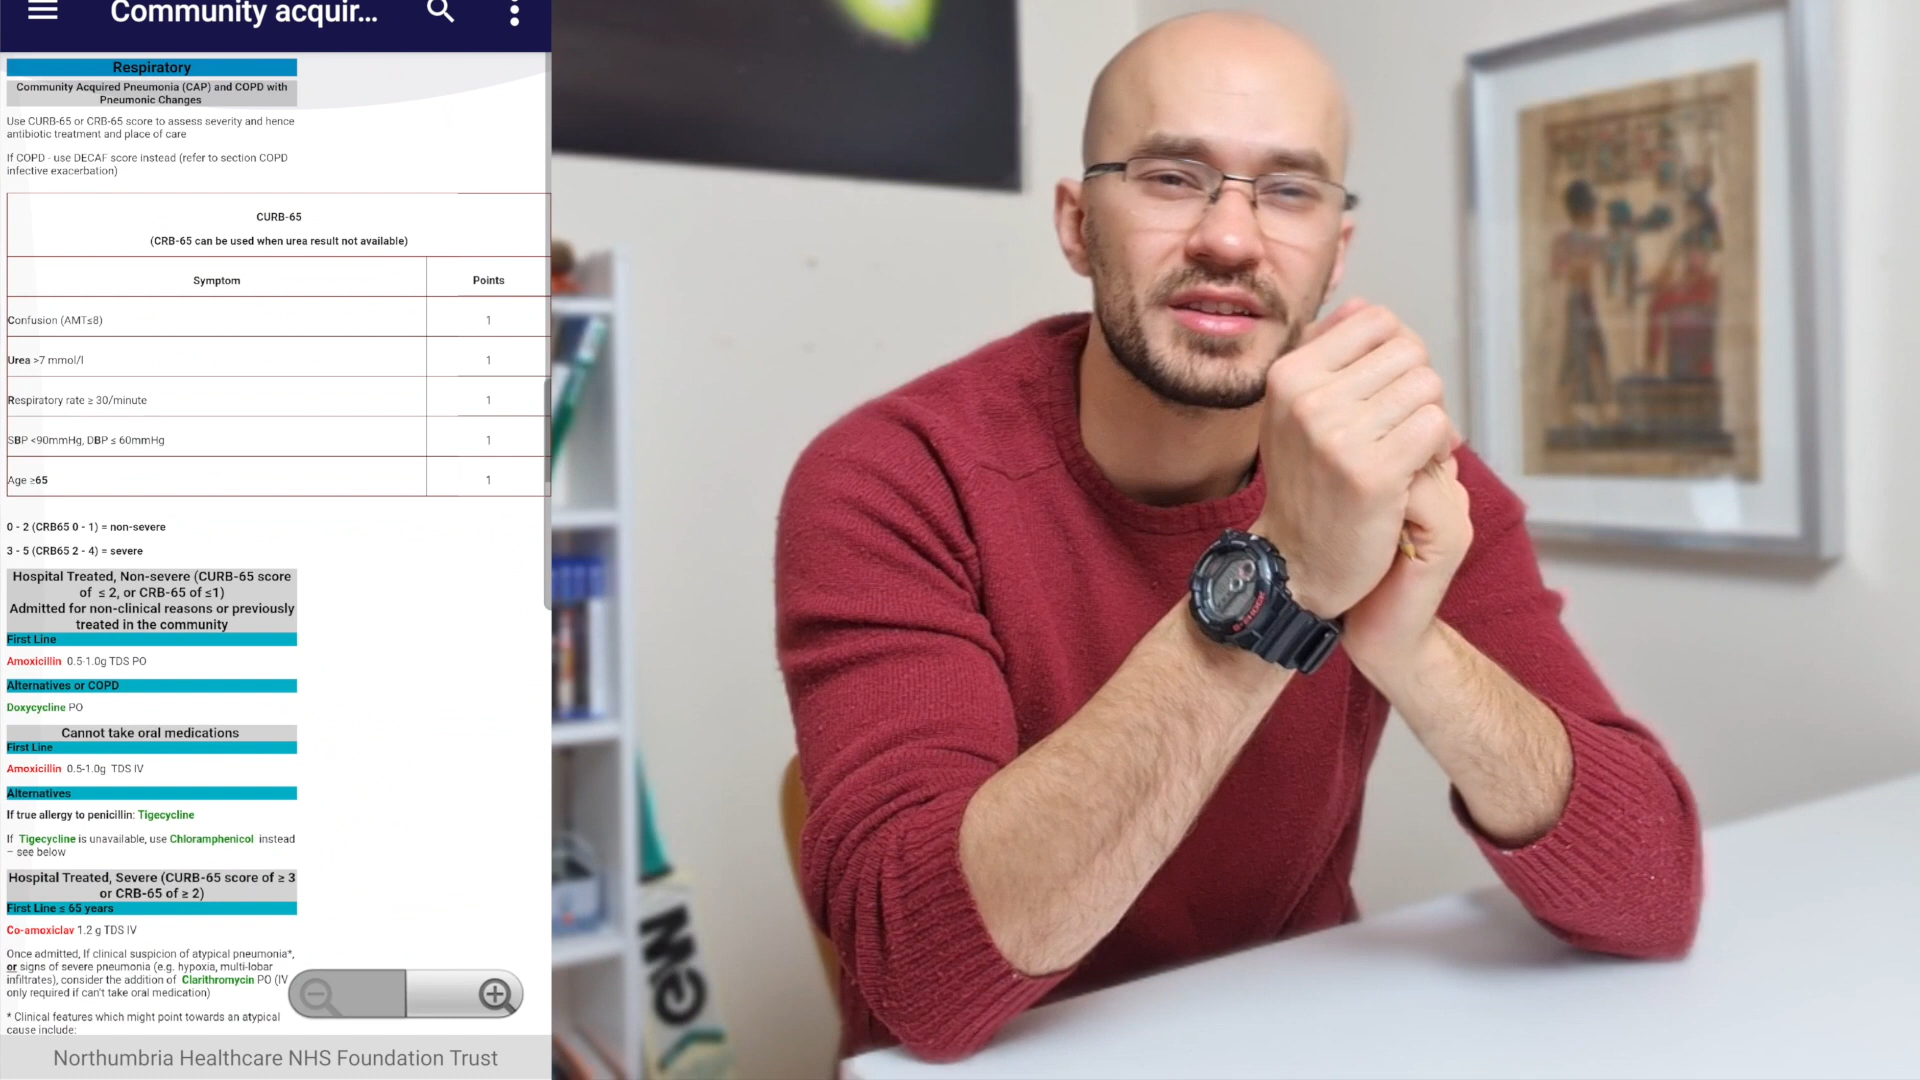 Community acquir...
Respiratory
Community Acquired Pneumonia (CAP) and COPD with
Pneumonic Changes
Use CURB-65 or CRB-65 score to assess severity and hence
antibiotic treatment and place of care
If COPD - use DECAF score instead (refer to section COPD
infective exacerbation)
CURB-65
(CRB-65 can be used when urea result not available)
Symptom Points
Confusion (AMT≤8) 1
Urea >7 mmol/l 1
Respiratory rate ≥ 30/minute 1
SBP <90mmHg, DBP ≤ 60mmHg 1
Age ≥65 1
0 - 2 (CRB65 0 - 1) = non-severe
3 - 5 (CRB65 2 - 4) = severe
Hospital Treated, Non-severe (CURB-65 score
of ≤ 2, or CRB-65 of ≤1)
Admitted for non-clinical reasons or previously
treated in the community
First Line
Amoxicillin 0.5-1.0g TDS PO
Alternatives or COPD
Doxycycline PO
Cannot take oral medications
First Line
Amoxicillin 0.5-1.0g TDS IV
Alternatives
If true allergy to penicillin: Tigecycline
If Tigecycline is unavailable, use Chloramphenicol instead
– see below
Hospital Treated, Severe (CURB-65 score of ≥ 3
or CRB-65 of ≥ 2)
First Line ≤ 65 years
Co-amoxiclav 1.2 g TDS IV
Once admitted, If clinical suspicion of atypical pneumonia*,
or signs of severe pneumonia (e.g. hypoxia, multi-lobar
infiltrates), consider the addition of Clarithromycin PO (IV
only required if can't take oral medication)
* Clinical features which might point towards an atypical
cause include:
Northumbria Healthcare NHS Foundation Trust